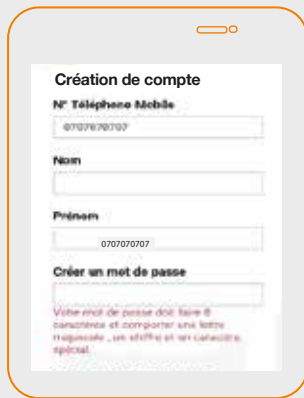 Création de compte
N° Téléphone Mobile
0707070707
Nom
Prénom
0707070707
Créer un mot de passe
Votre mot de passe doit faire 8
caractères et comporter une lettre
majuscule , un chiffre et un caractère
spécial.